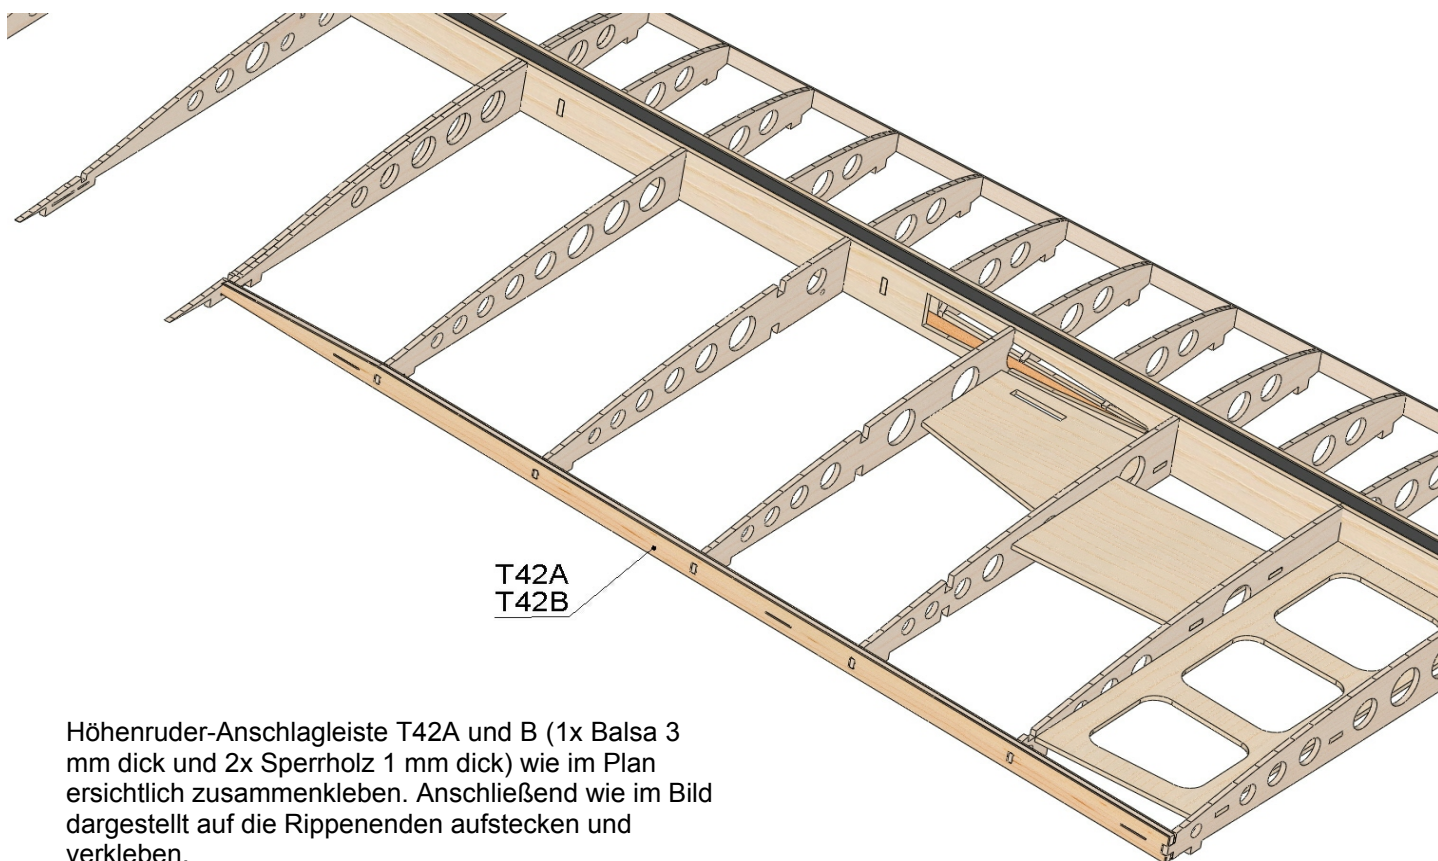 T42A
T42B
Höhenruder-Anschlagleiste T42A und B (1x Balsa 3
mm dick und 2x Sperrholz 1 mm dick) wie im Plan
ersichtlich zusammenkleben. Anschließend wie im Bild
dargestellt auf die Rippenenden aufstecken und
verkleben.